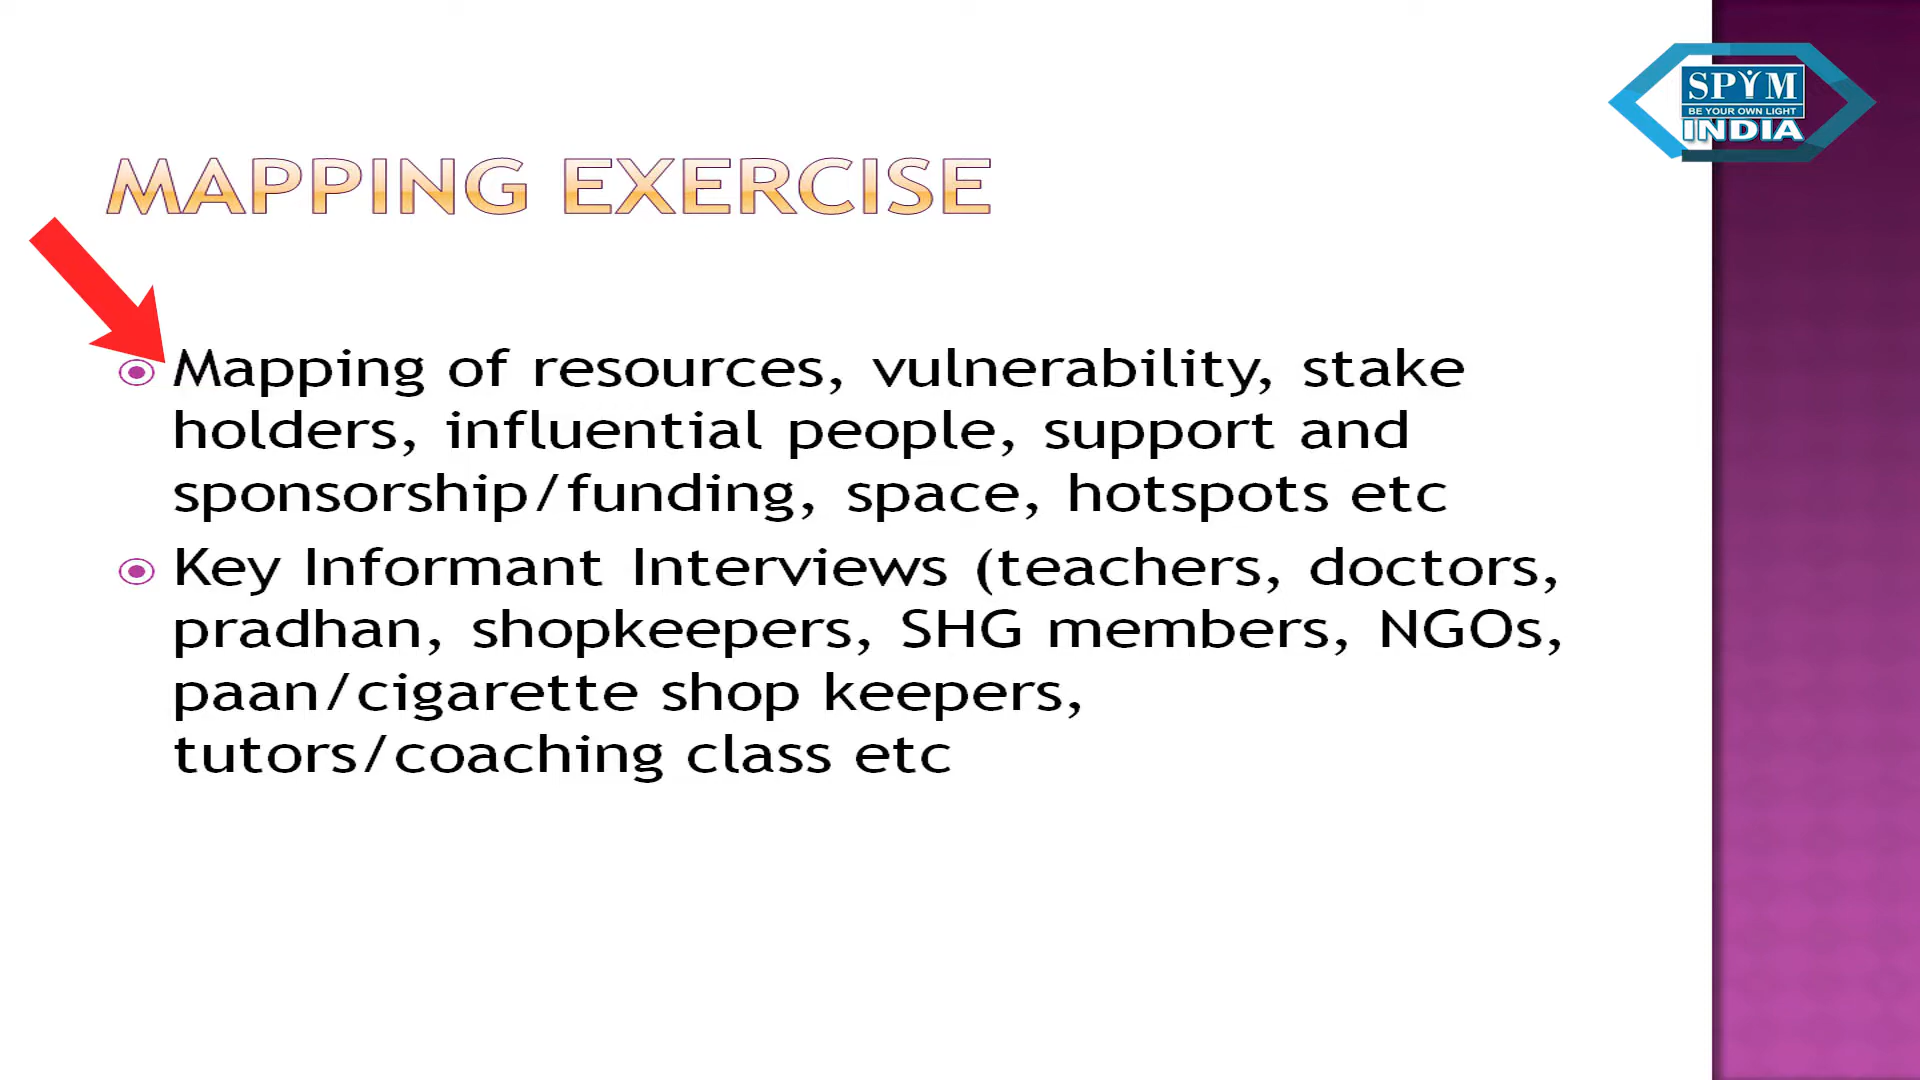 SPYM
BE YOUR OWN LIGHT
INDIA
MAPPING EXERCISE
Mapping of resources, vulnerability, stake
holders, influential people, support and
sponsorship/funding, space, hotspots etc
Key Informant Interviews (teachers, doctors,
pradhan, shopkeepers, SHG members, NGOs,
paan/cigarette shop keepers,
tutors/coaching class etc